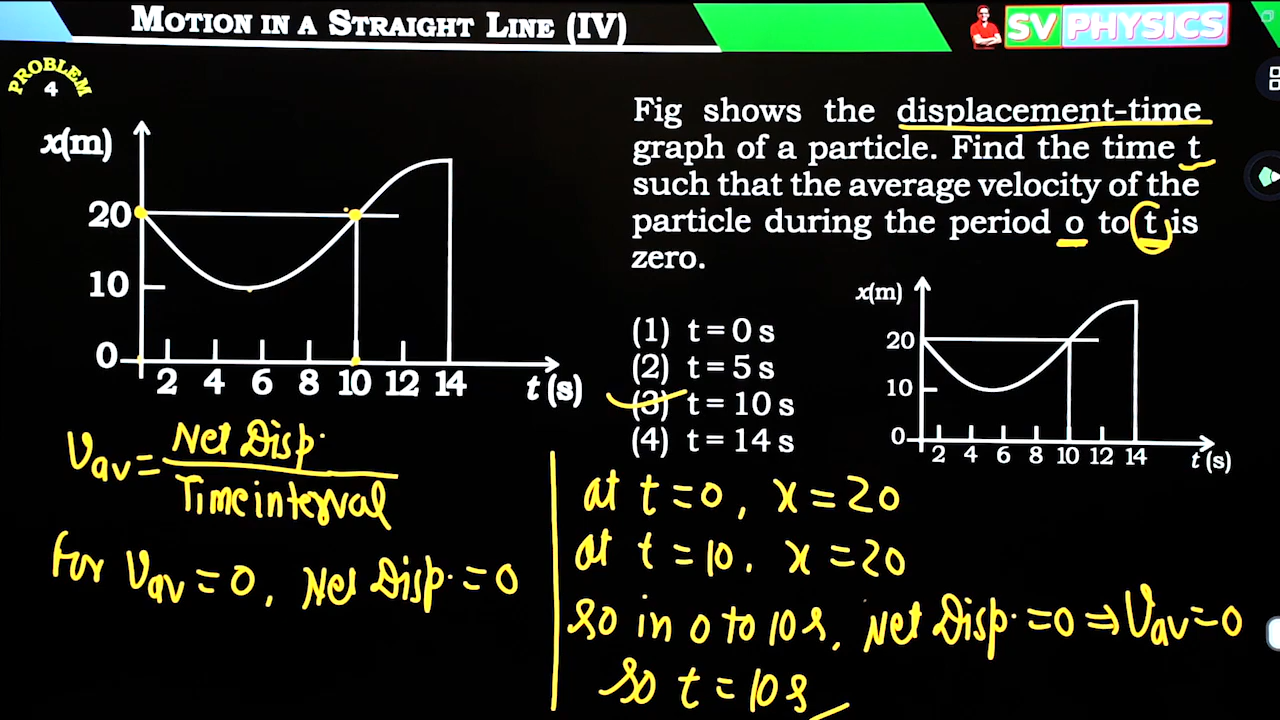 MOTION IN A STRAIGHT LINE (IV)
SV PHYSICS
PROBLEM
4
x(m)
20
10
0
2 4 6 8 10 12 14
t (s)
Fig shows the displacement-time
graph of a particle. Find the time t
such that the average velocity of the
particle during the period o to t is
zero.
(1) t = 0 s
(2) t = 5 s
(3) t = 10 s
(4) t = 14 s
x(m)
20
10
0
2 4 6 8 10 12 14
t (s)
Vav = Net Disp.
Time interval
For Vav = 0, Net Disp. = 0
at t = 0, x = 20
at t = 10, x = 20
so in 0 to 10 s, Net Disp. = 0 ⇒ Vav = 0
so t = 10 s